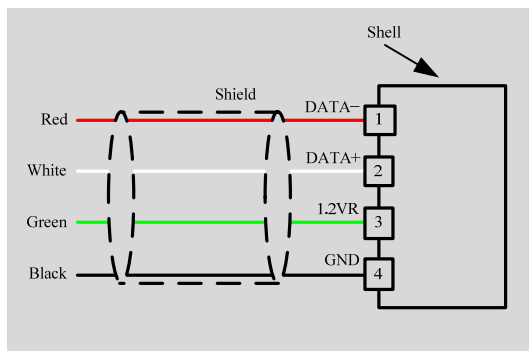 Shell
Shield
Red DATA− 1
White DATA+ 2
Green 1.2VR 3
Black GND 4